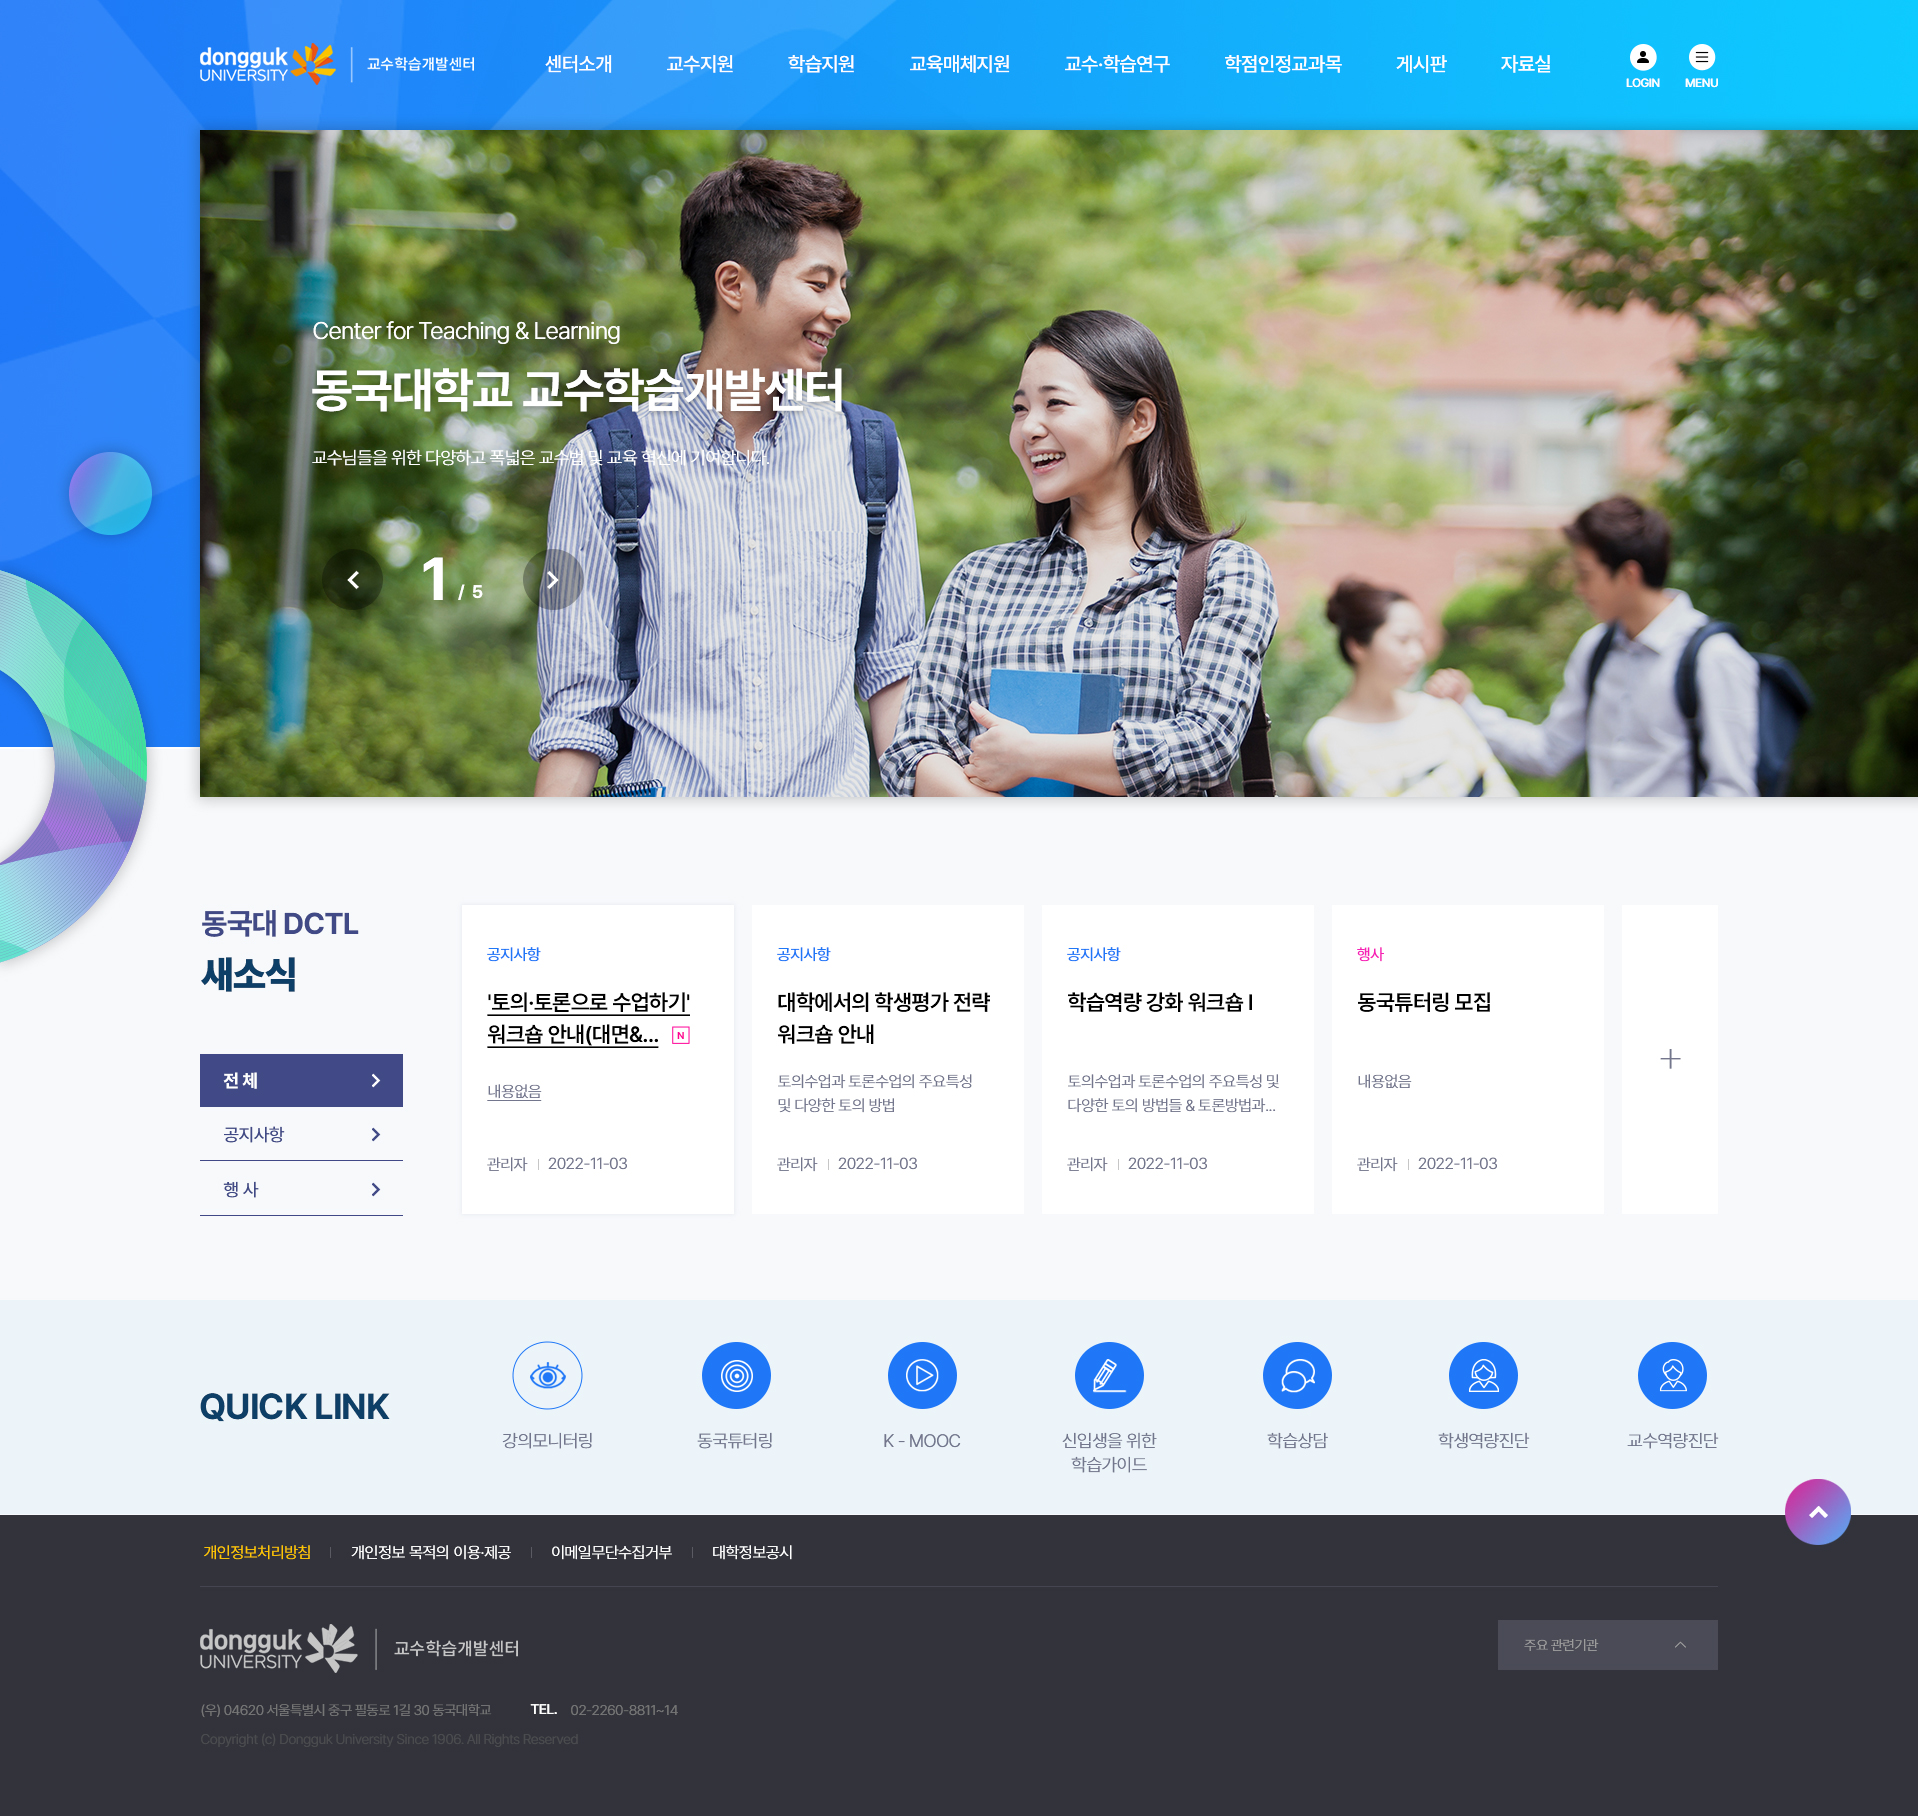 dongguk
UNIVERSITY
교수학습개발센터
센터소개
교수지원
학습지원
교육매체지원
교수·학습연구
학점인정교과목
게시판
자료실
LOGIN
MENU
Center for Teaching & Learning
동국대학교 교수학습개발센터
교수님들을 위한 다양하고 폭넓은 교수법 및 교육 혁신에 기여합니다.
1 / 5
동국대 DCTL
새소식
전 체
공지사항
행 사
공지사항
'토의·토론으로 수업하기'
워크숍 안내(대면&... N
내용없음
관리자 | 2022-11-03
공지사항
대학에서의 학생평가 전략
워크숍 안내
토의수업과 토론수업의 주요특성
및 다양한 토의 방법
관리자 | 2022-11-03
공지사항
학습역량 강화 워크숍 I
토의수업과 토론수업의 주요특성 및
다양한 토의 방법들 & 토론방법과...
관리자 | 2022-11-03
행사
동국튜터링 모집
내용없음
관리자 | 2022-11-03
QUICK LINK
강의모니터링
동국튜터링
K - MOOC
신입생을 위한
학습가이드
학습상담
학생역량진단
교수역량진단
개인정보처리방침
개인정보 목적의 이용·제공
이메일무단수집거부
대학정보공시
dongguk
UNIVERSITY
교수학습개발센터
주요 관련기관
(우) 04620 서울특별시 중구 필동로 1길 30 동국대학교 TEL. 02-2260-8811~14
Copyright (c) Dongguk University Since 1906. All Rights Reserved